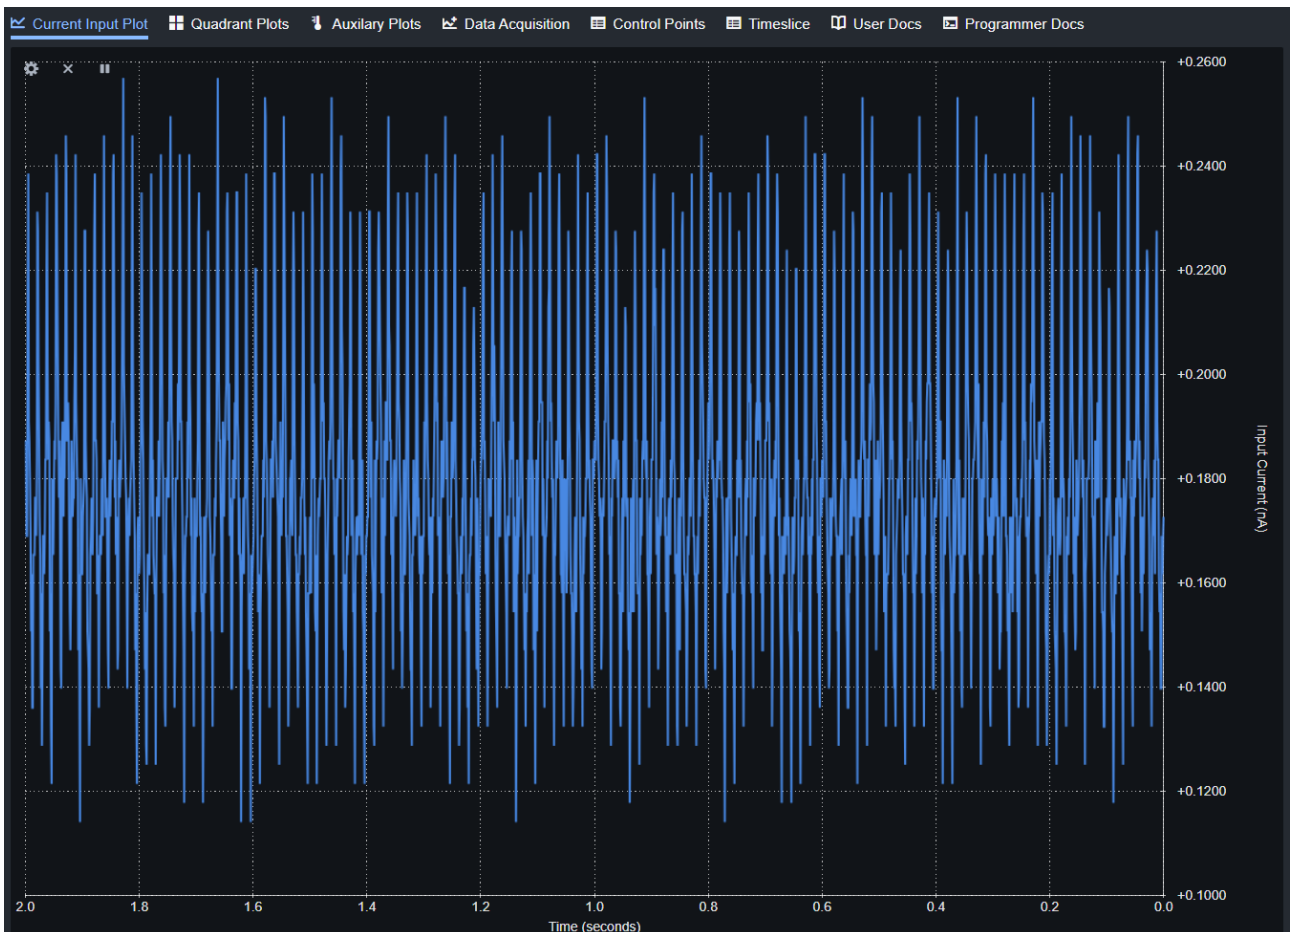 Current Input Plot Quadrant Plots Auxilary Plots Data Acquisition Control Points Timeslice User Docs Programmer Docs
+0.2600
+0.2400
+0.2200
+0.2000
+0.1800
+0.1600
+0.1400
+0.1200
+0.1000
Input Current (nA)
2.0 1.8 1.6 1.4 1.2 1.0 0.8 0.6 0.4 0.2 0.0
Time (seconds)